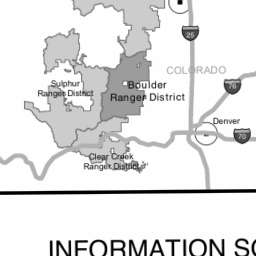 25
COLORADO
Sulphur
Ranger District
Boulder
Ranger District
76
Denver
70
Clear Creek
Ranger District
INFORMATION SO